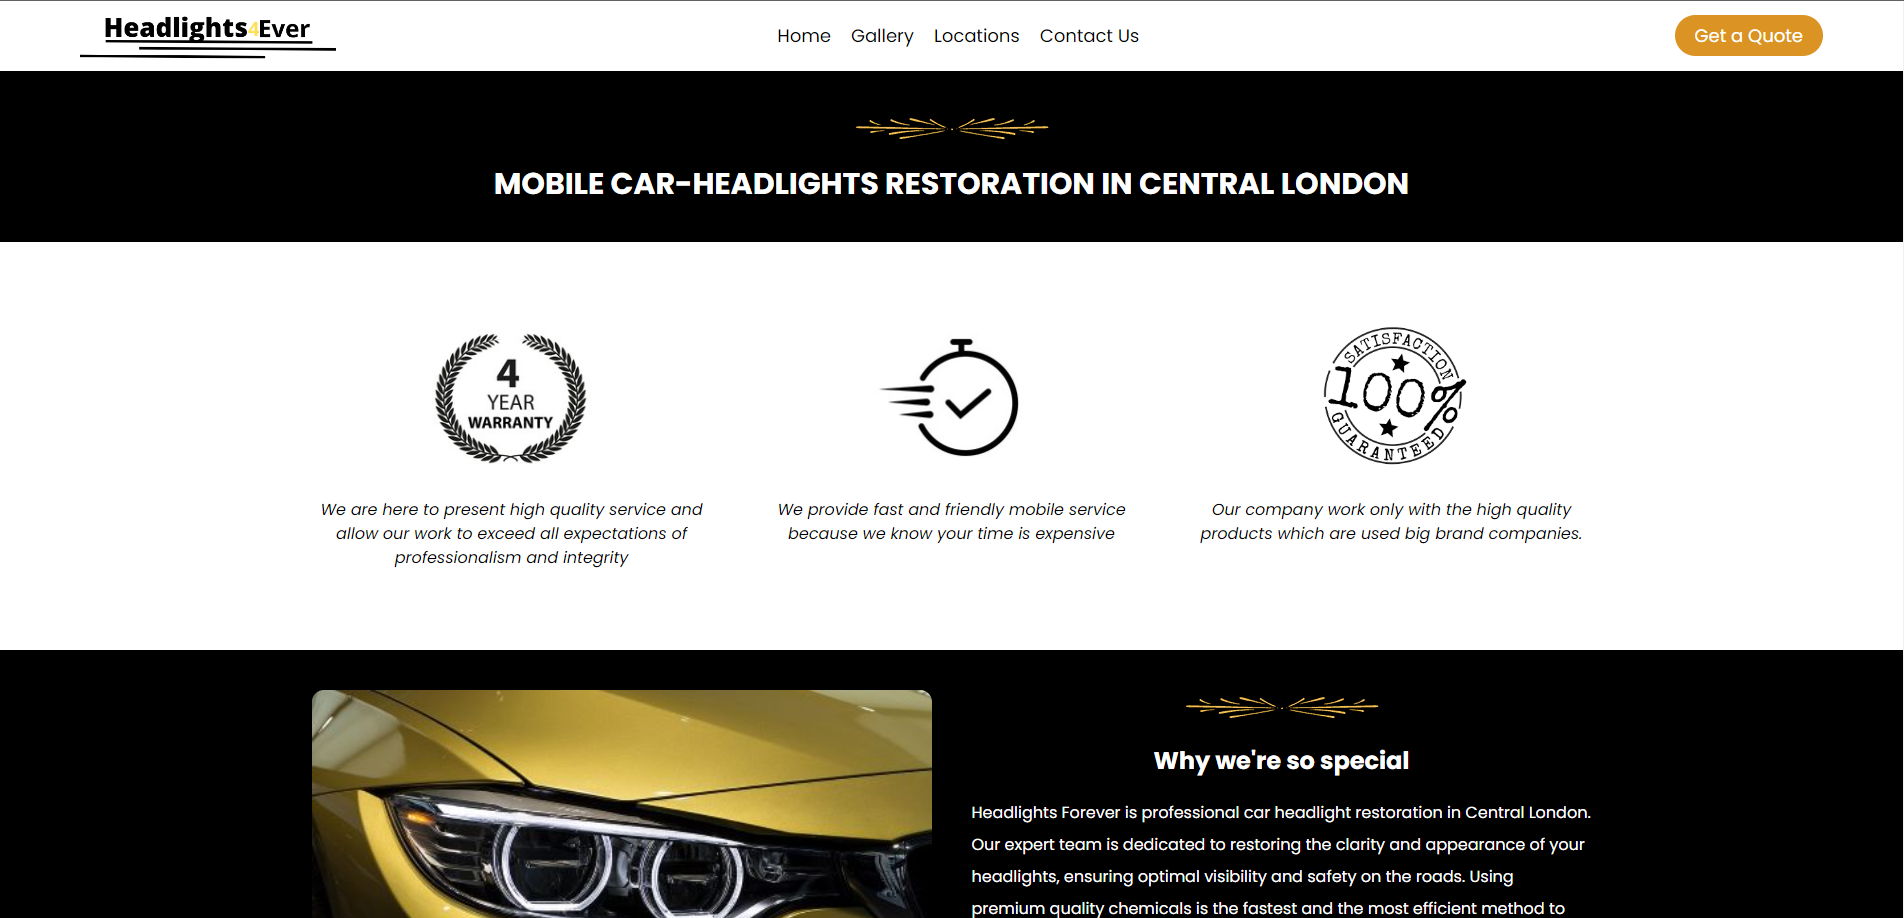 Headlights4Ever
Home Gallery Locations Contact Us
Get a Quote
MOBILE CAR-HEADLIGHTS RESTORATION IN CENTRAL LONDON
4
YEAR
WARRANTY
SATISFACTION
100%
GUARANTEED
We are here to present high quality service and
allow our work to exceed all expectations of
professionalism and integrity
We provide fast and friendly mobile service
because we know your time is expensive
Our company work only with the high quality
products which are used big brand companies.
Why we're so special
Headlights Forever is professional car headlight restoration in Central London.
Our expert team is dedicated to restoring the clarity and appearance of your
headlights, ensuring optimal visibility and safety on the roads. Using
premium quality chemicals is the fastest and the most efficient method to